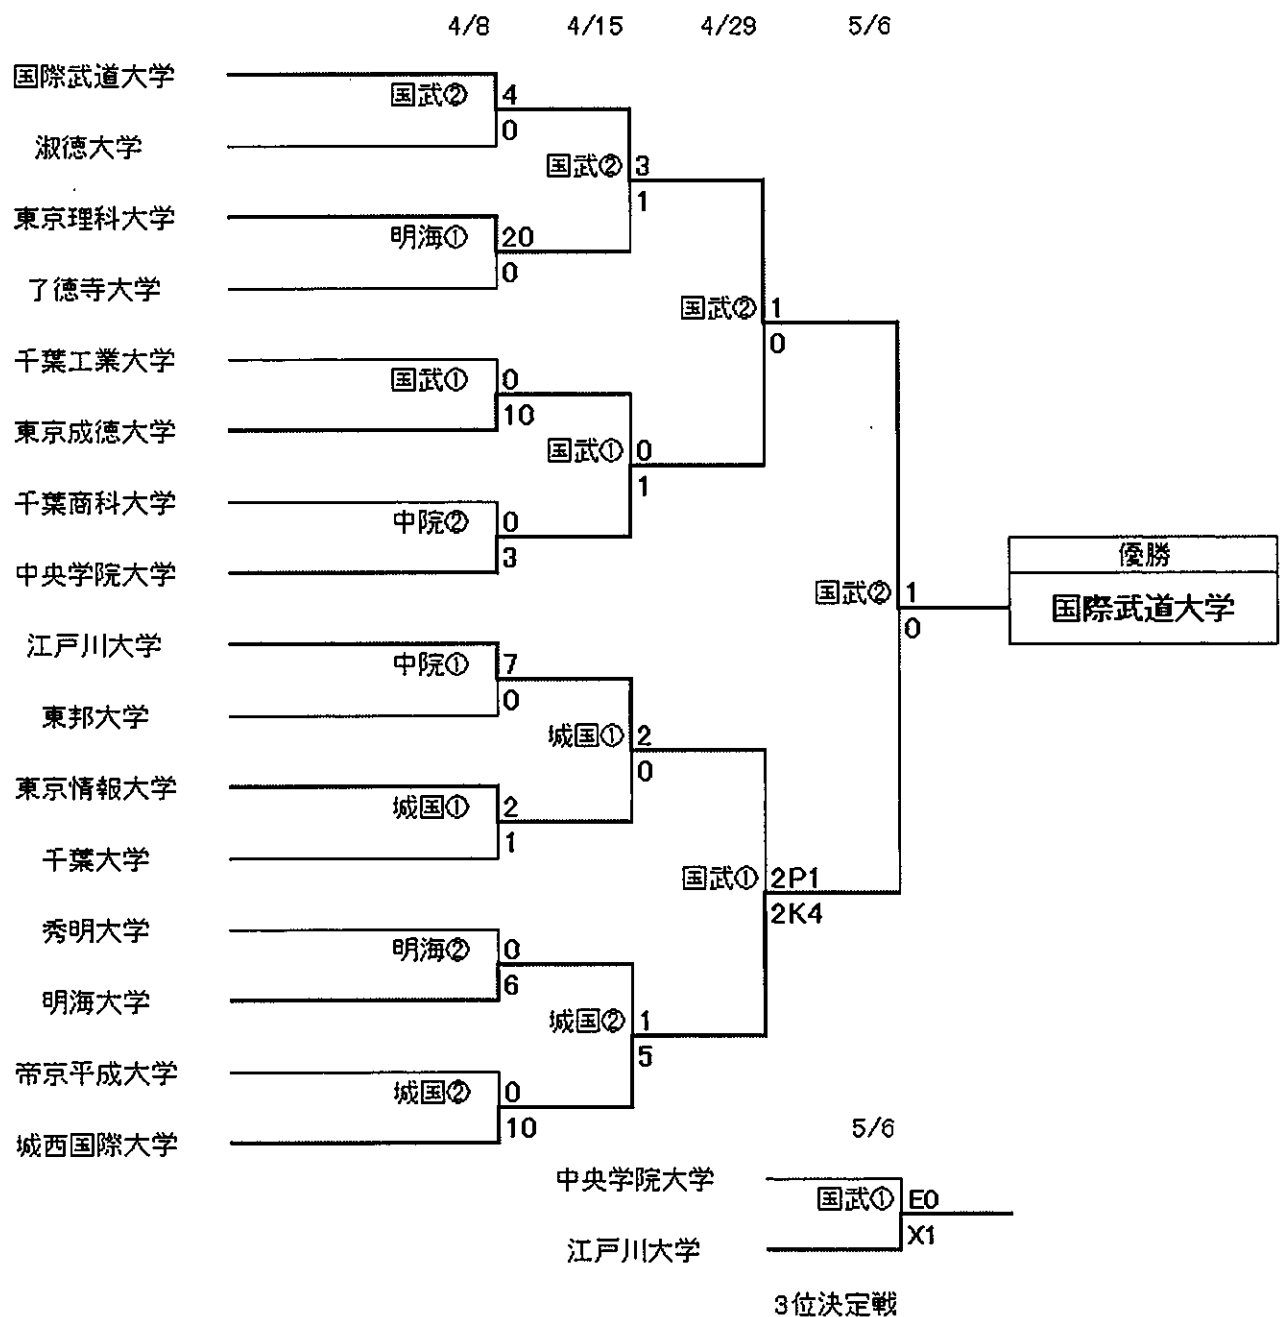 4/8 4/15 4/29 5/6
国際武道大学
国武② 4
0
淑徳大学
国武② 3
1
東京理科大学
明海① 20
0
了徳寺大学
国武② 1
0
千葉工業大学
国武① 0
10
東京成徳大学
国武① 0
1
千葉商科大学
中院② 0
3
中央学院大学
優勝
国武② 1
0
国際武道大学
江戸川大学
中院① 7
0
東邦大学
城国① 2
0
東京情報大学
城国① 2
1
千葉大学
国武① 2P1
2K4
秀明大学
明海② 0
6
明海大学
城国② 1
5
帝京平成大学
城国② 0
10
城西国際大学
5/6
中央学院大学
国武① E0
X1
江戸川大学
3位決定戦